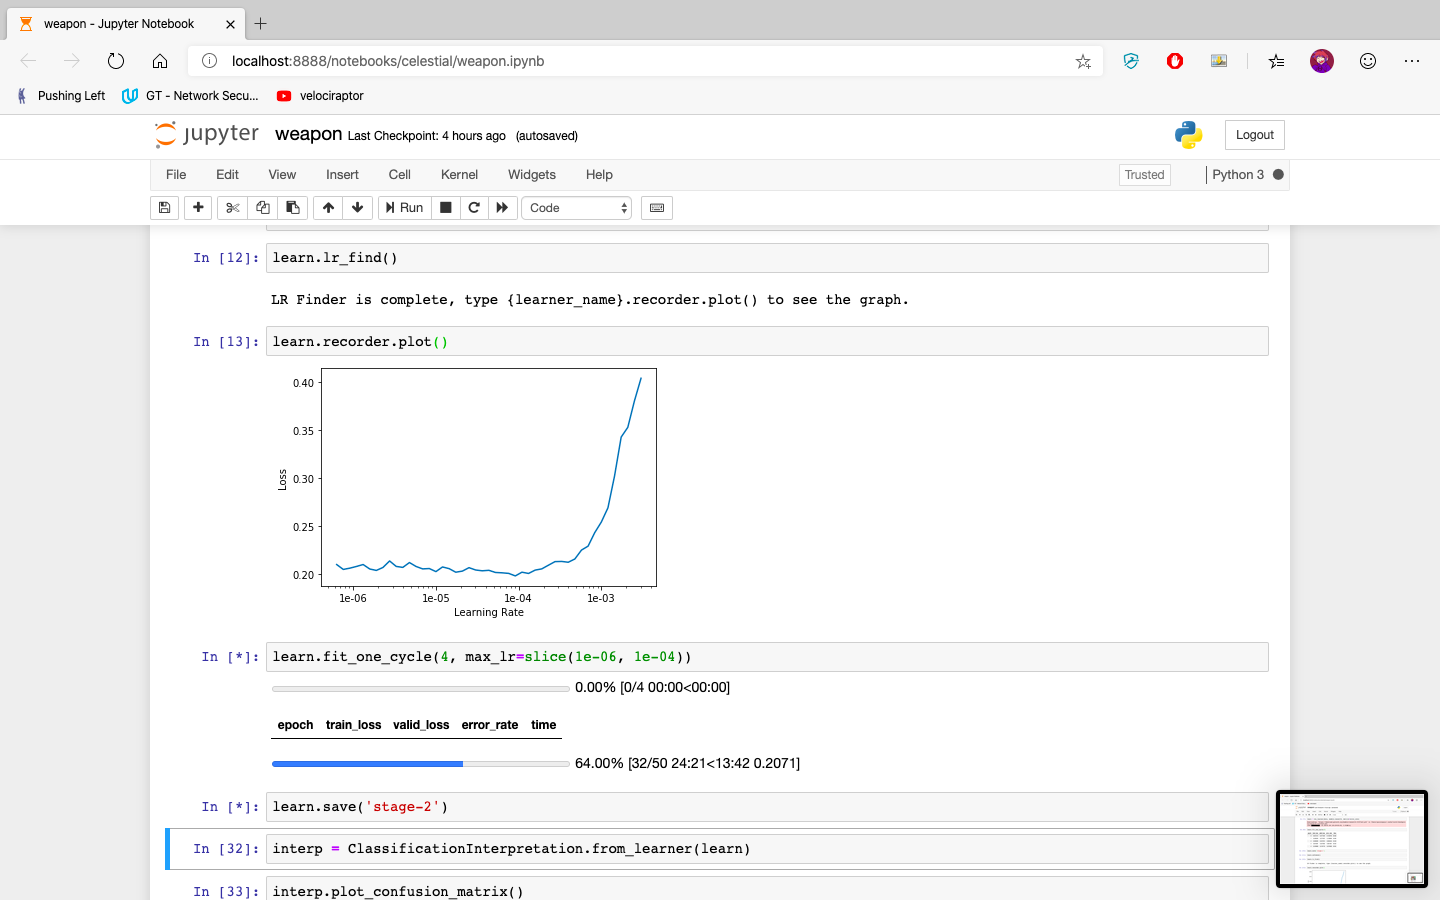 weapon - Jupyter Notebook
localhost:8888/notebooks/celestial/weapon.ipynb
Pushing Left GT - Network Secu... velociraptor
jupyter weapon Last Checkpoint: 4 hours ago (autosaved) Logout
File Edit View Insert Cell Kernel Widgets Help Trusted Python 3
Run Code
In [12]: learn.lr_find()
LR Finder is complete, type {learner_name}.recorder.plot() to see the graph.
In [13]: learn.recorder.plot()
0.40
0.35
0.30
0.25
0.20
Loss
1e-06 1e-05 1e-04 1e-03
Learning Rate
In [*]: learn.fit_one_cycle(4, max_lr=slice(1e-06, 1e-04))
0.00% [0/4 00:00<00:00]
epoch train_loss valid_loss error_rate time
64.00% [32/50 24:21<13:42 0.2071]
In [*]: learn.save('stage-2')
In [32]: interp = ClassificationInterpretation.from_learner(learn)
In [33]: interp.plot_confusion_matrix()